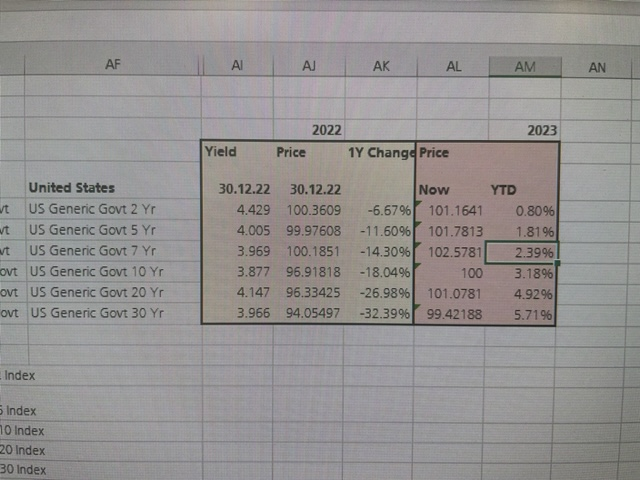 AF AI AJ AK AL AM AN
2022 2023
Yield Price 1Y Change Price
United States 30.12.22 30.12.22 Now YTD
vt US Generic Govt 2 Yr 4.429 100.3609 -6.67% 101.1641 0.80%
vt US Generic Govt 5 Yr 4.005 99.97608 -11.60% 101.7813 1.81%
vt US Generic Govt 7 Yr 3.969 100.1851 -14.30% 102.5781 2.39%
ovt US Generic Govt 10 Yr 3.877 96.91818 -18.04% 100 3.18%
ovt US Generic Govt 20 Yr 4.147 96.33425 -26.98% 101.0781 4.92%
ovt US Generic Govt 30 Yr 3.966 94.05497 -32.39% 99.42188 5.71%
Index
5 Index
10 Index
20 Index
30 Index